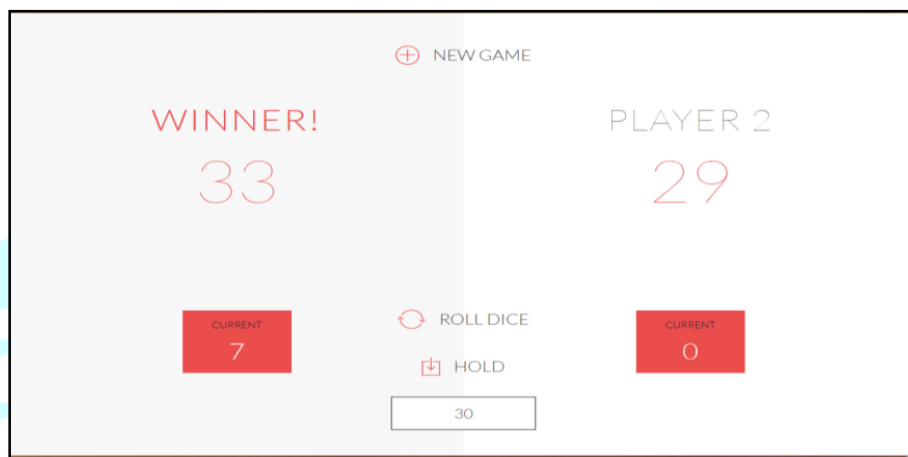 NEW GAME
WINNER!
33
PLAYER 2
29
CURRENT
7
ROLL DICE
HOLD
30
CURRENT
0